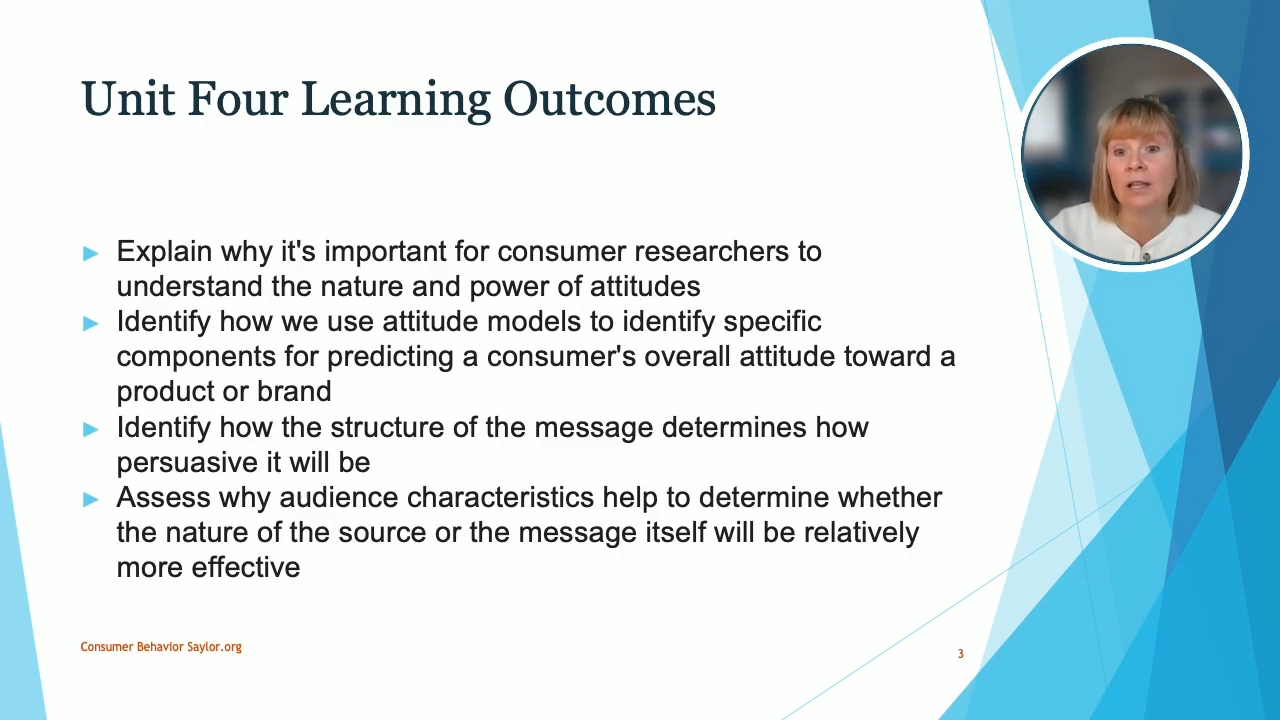 Unit Four Learning Outcomes
Explain why it's important for consumer researchers to
understand the nature and power of attitudes
Identify how we use attitude models to identify specific
components for predicting a consumer's overall attitude toward a
product or brand
Identify how the structure of the message determines how
persuasive it will be
Assess why audience characteristics help to determine whether
the nature of the source or the message itself will be relatively
more effective
Consumer Behavior Saylor.org
3